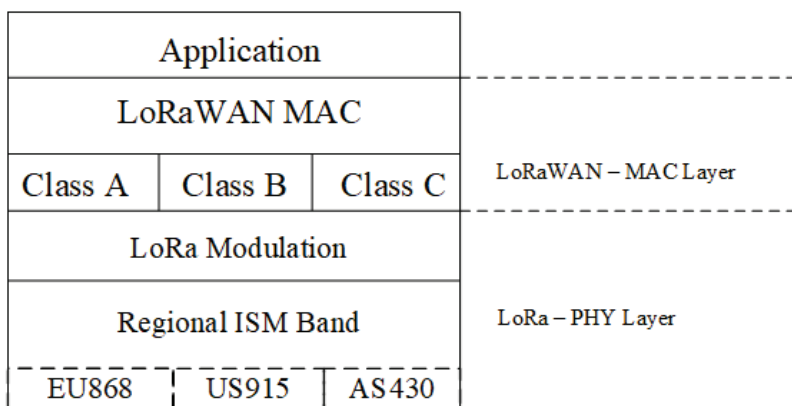 Application
LoRaWAN MAC
Class A Class B Class C
LoRaWAN – MAC Layer
LoRa Modulation
Regional ISM Band
LoRa – PHY Layer
EU868 US915 AS430